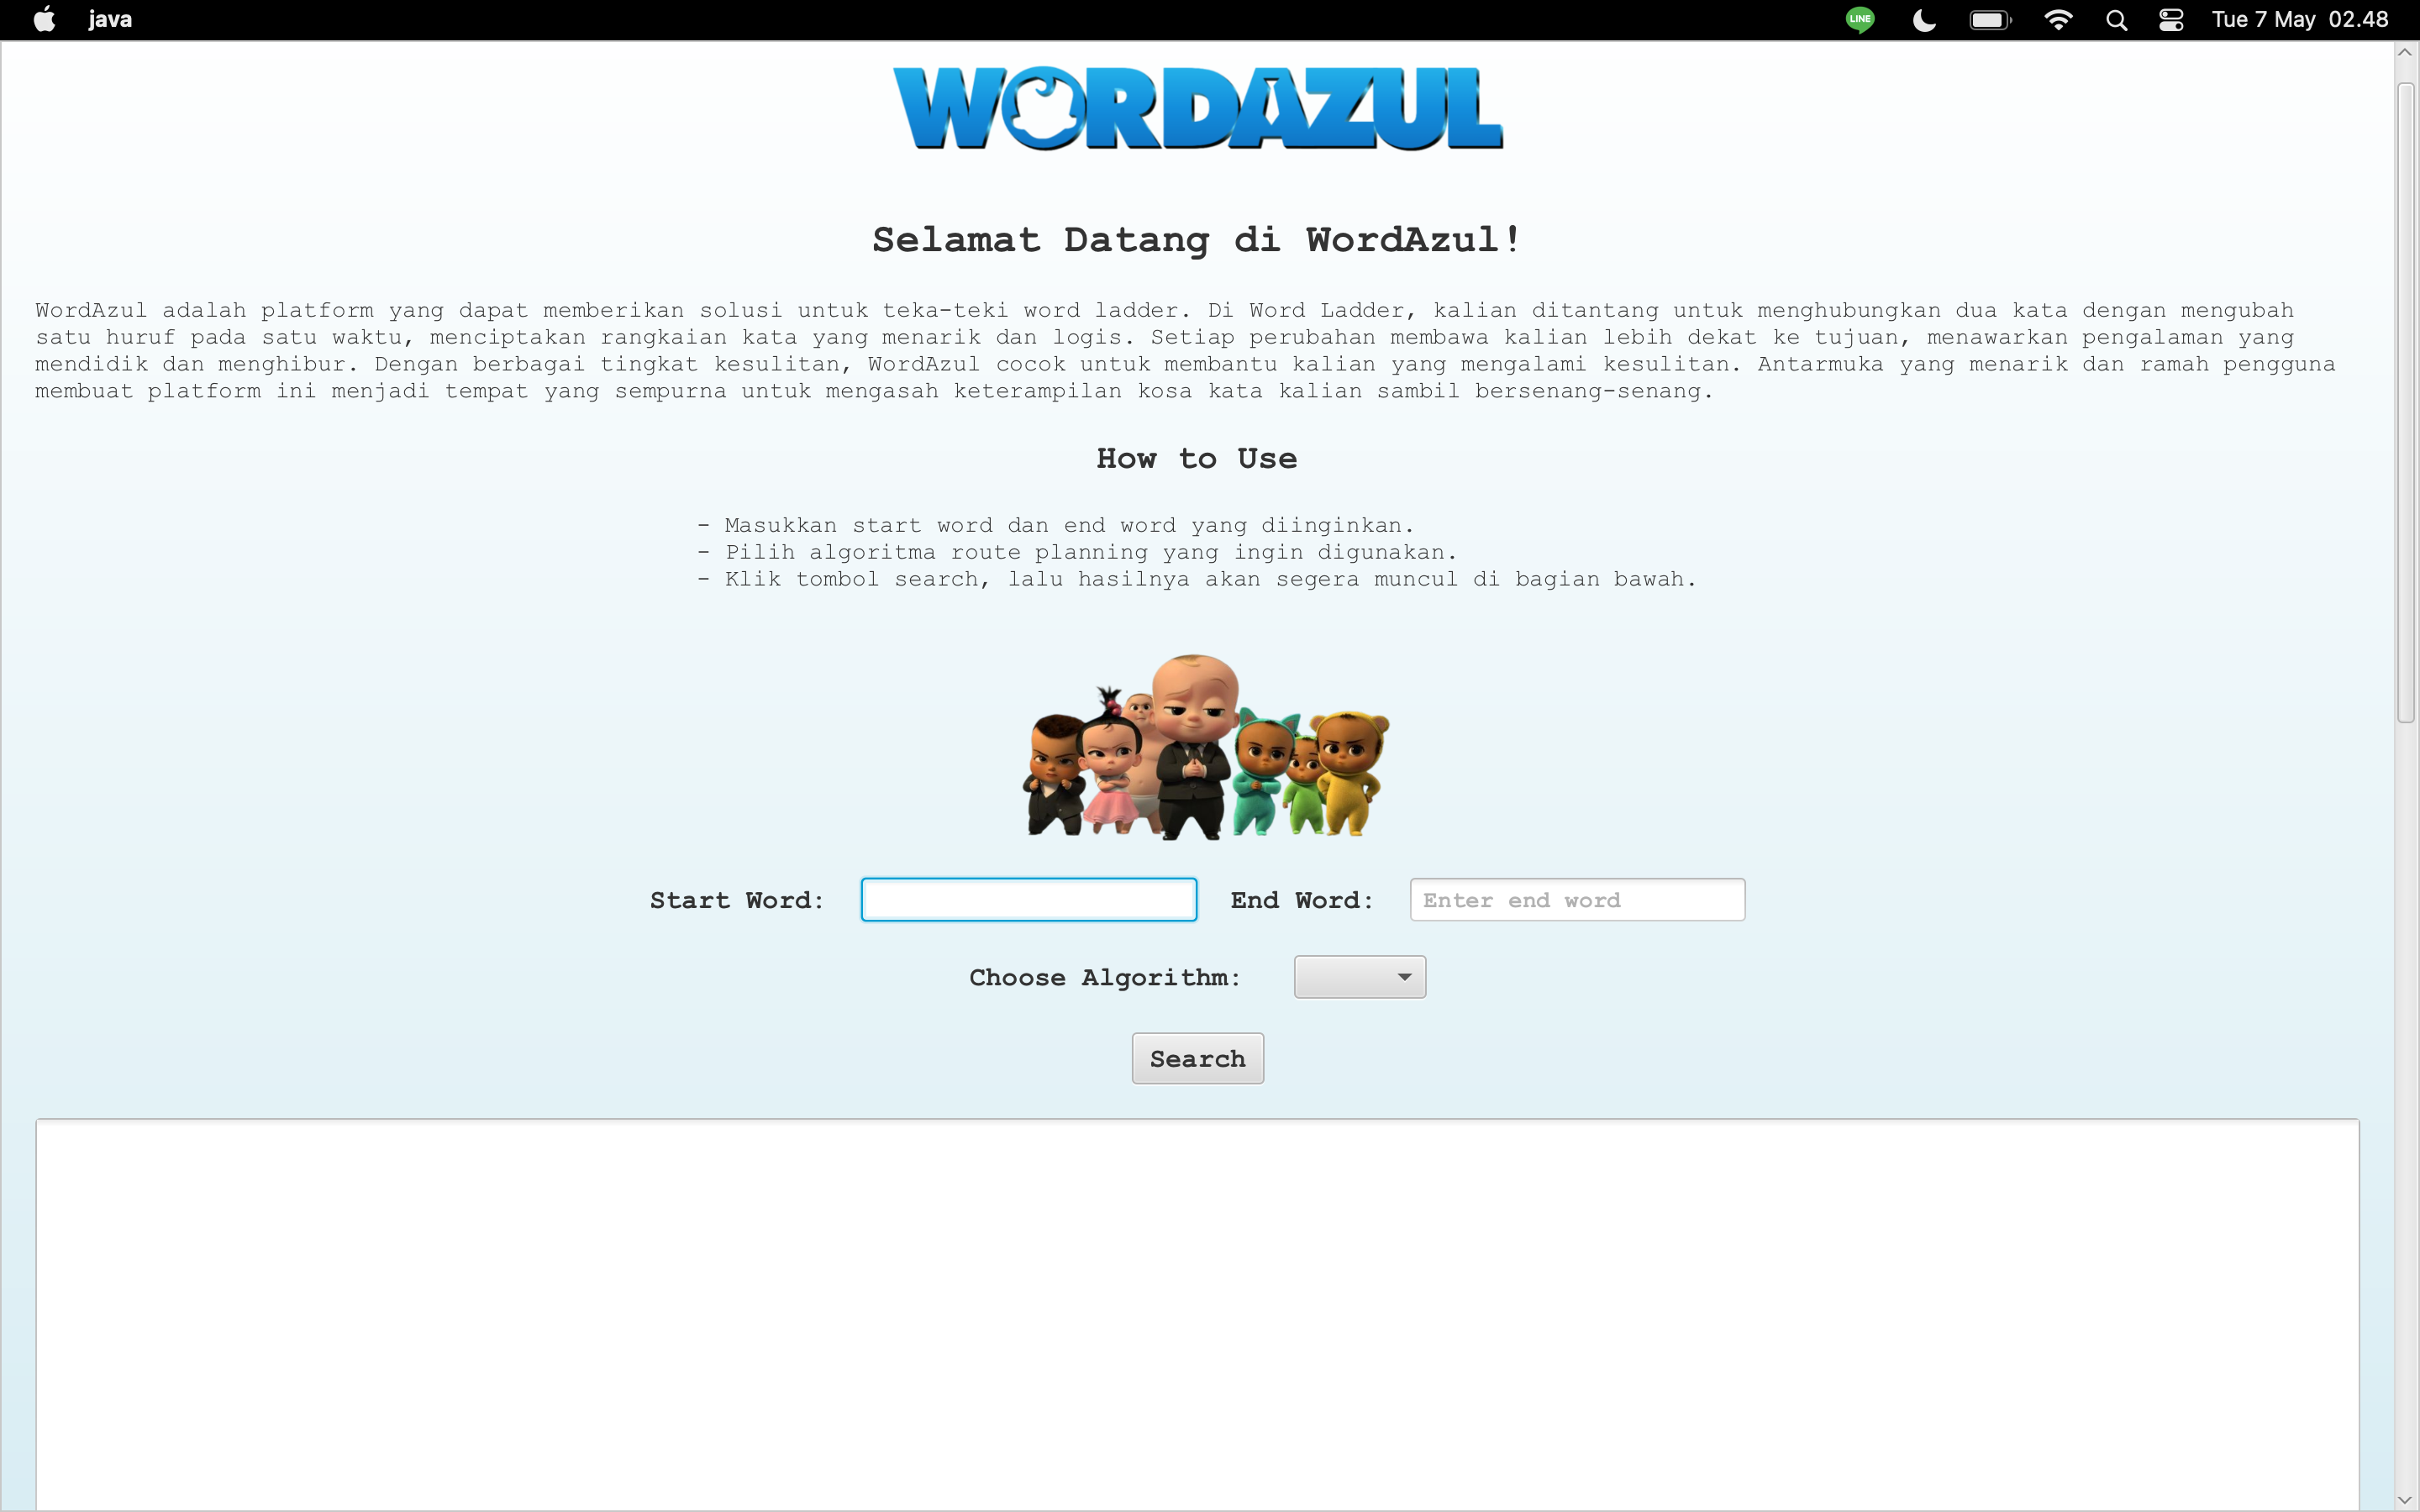 java
LINE
Tue 7 May 02.48
WORDAZUL
Selamat Datang di WordAzul!
WordAzul adalah platform yang dapat memberikan solusi untuk teka-teki word ladder. Di Word Ladder, kalian ditantang untuk menghubungkan dua kata dengan mengubah
satu huruf pada satu waktu, menciptakan rangkaian kata yang menarik dan logis. Setiap perubahan membawa kalian lebih dekat ke tujuan, menawarkan pengalaman yang
mendidik dan menghibur. Dengan berbagai tingkat kesulitan, WordAzul cocok untuk membantu kalian yang mengalami kesulitan. Antarmuka yang menarik dan ramah pengguna
membuat platform ini menjadi tempat yang sempurna untuk mengasah keterampilan kosa kata kalian sambil bersenang-senang.
How to Use
- Masukkan start word dan end word yang diinginkan.
- Pilih algoritma route planning yang ingin digunakan.
- Klik tombol search, lalu hasilnya akan segera muncul di bagian bawah.
Start Word:
End Word:
Enter end word
Choose Algorithm:
Search